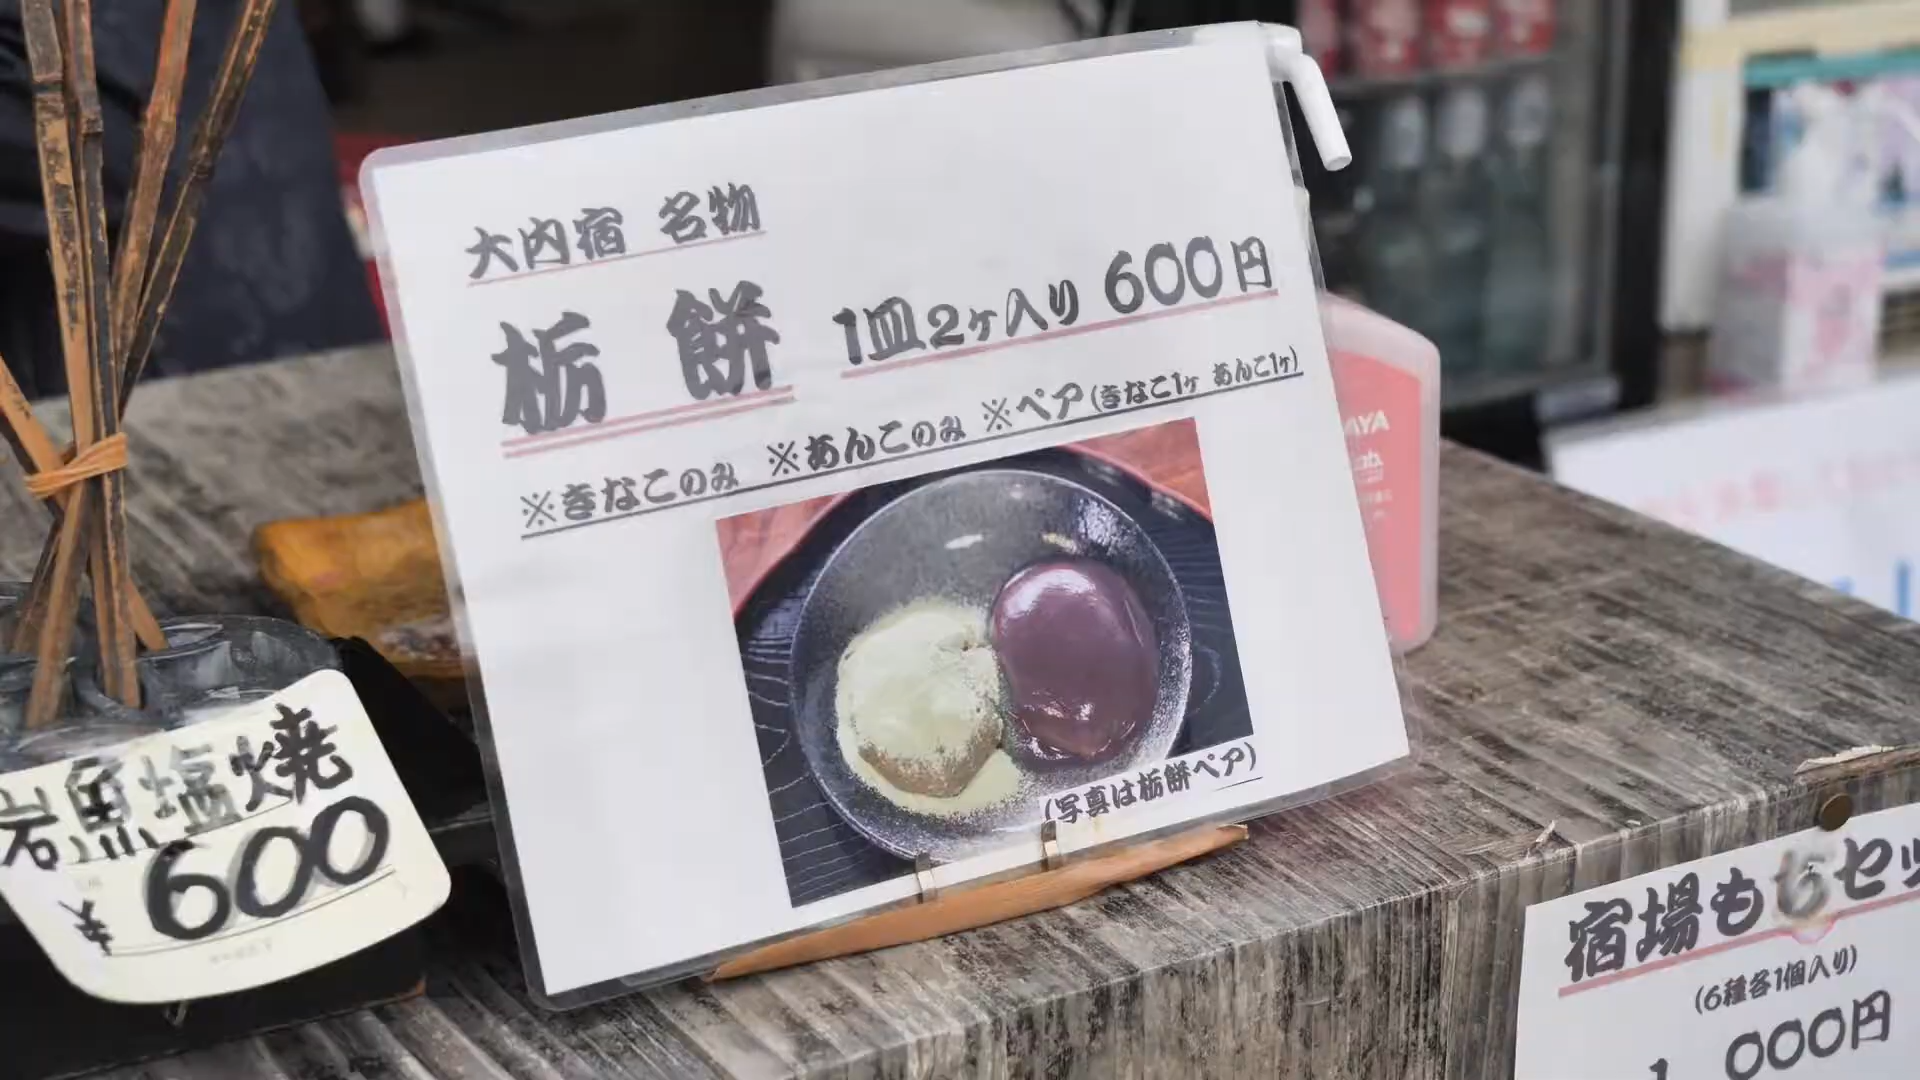 大内宿 名物
栃 餅 1皿2ヶ入り 600円
※きなこのみ ※あんこのみ ※ペア(きなこ1ヶ あんこ1ヶ)
(写真は栃餅ペア)
岩魚塩焼
¥600
宿場もちセッ
(6種各1個入り)
1,000円
AYA